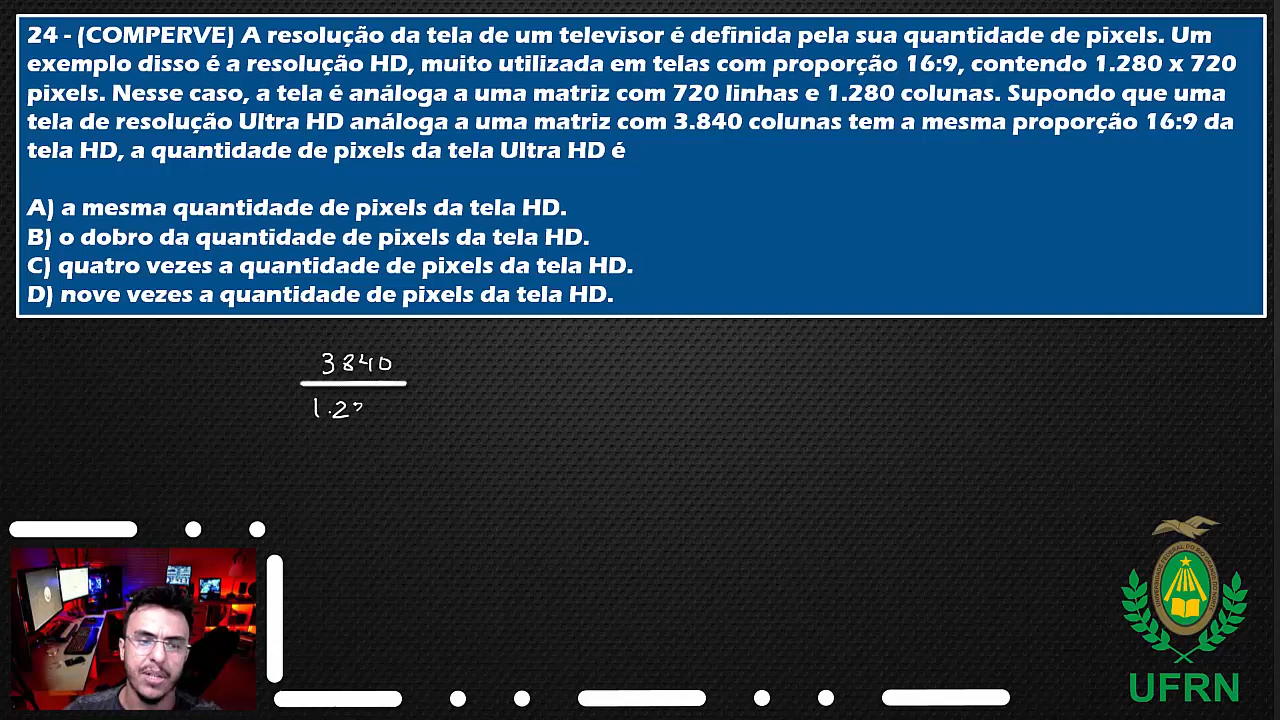 24 - (COMPERVE) A resolução da tela de um televisor é definida pela sua quantidade de pixels. Um
exemplo disso é a resolução HD, muito utilizada em telas com proporção 16:9, contendo 1.280 x 720
pixels. Nesse caso, a tela é análoga a uma matriz com 720 linhas e 1.280 colunas. Supondo que uma
tela de resolução Ultra HD análoga a uma matriz com 3.840 colunas tem a mesma proporção 16:9 da
tela HD, a quantidade de pixels da tela Ultra HD é
A) a mesma quantidade de pixels da tela HD.
B) o dobro da quantidade de pixels da tela HD.
C) quatro vezes a quantidade de pixels da tela HD.
D) nove vezes a quantidade de pixels da tela HD.
3840
1.2
UFRN